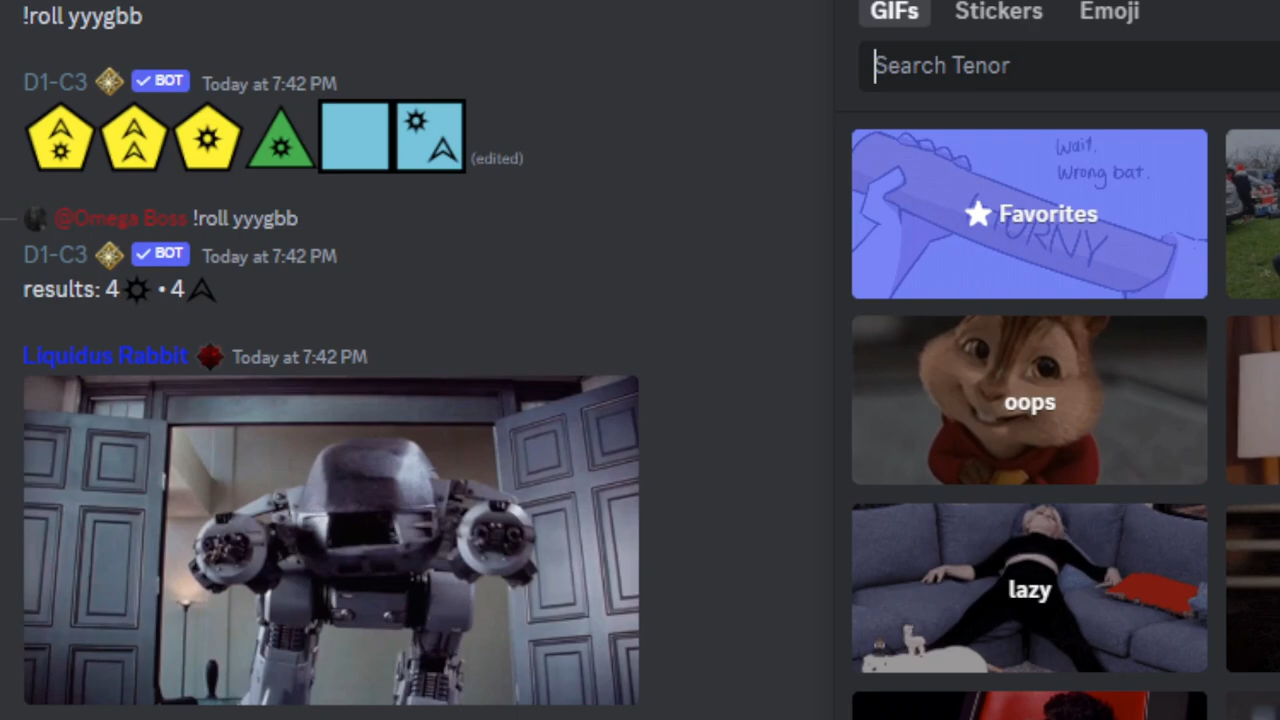 !roll yyygbb
D1-C3 BOT Today at 7:42 PM
(edited)
@Omega Boss !roll yyygbb
D1-C3 BOT Today at 7:42 PM
results: 4 • 4
Liquidus Rabbit Today at 7:42 PM
GIFs Stickers Emoji
Search Tenor
Wait.
Wrong bat.
Favorites
oops
lazy